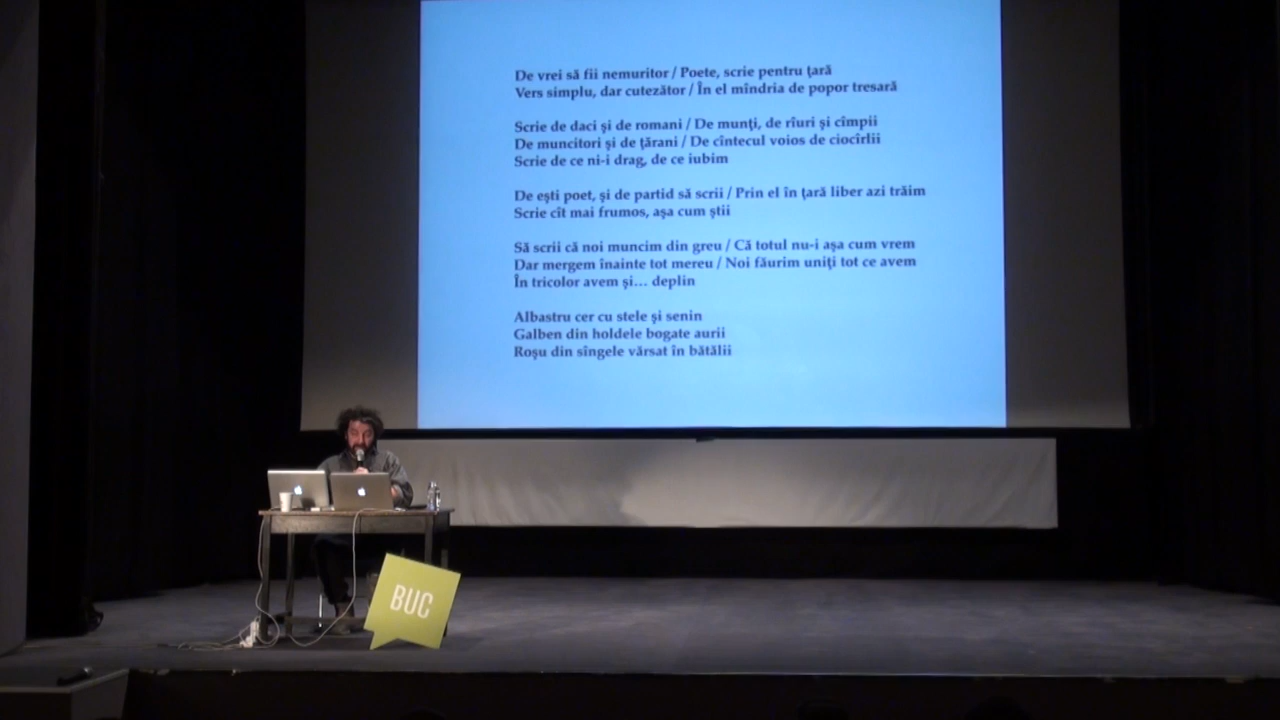 De vrei să fii nemuritor / Poete, scrie pentru ţară
Vers simplu, dar cutezător / În el mîndria de popor tresară
Scrie de daci şi de romani / De munţi, de rîuri şi cîmpii
De muncitori şi de ţărani / De cîntecul voios de ciocîrlii
Scrie de ce ni-i drag, de ce iubim
De eşti poet, şi de partid să scrii / Prin el în ţară liber azi trăim
Scrie cît mai frumos, aşa cum ştii
Să scrii că noi muncim din greu / Că totul nu-i aşa cum vrem
Dar mergem înainte tot mereu / Noi făurim uniţi tot ce avem
În tricolor avem şi... deplin
Albastru cer cu stele şi senin
Galben din holdele bogate aurii
Roşu din sîngele vărsat în bătălii
BUC